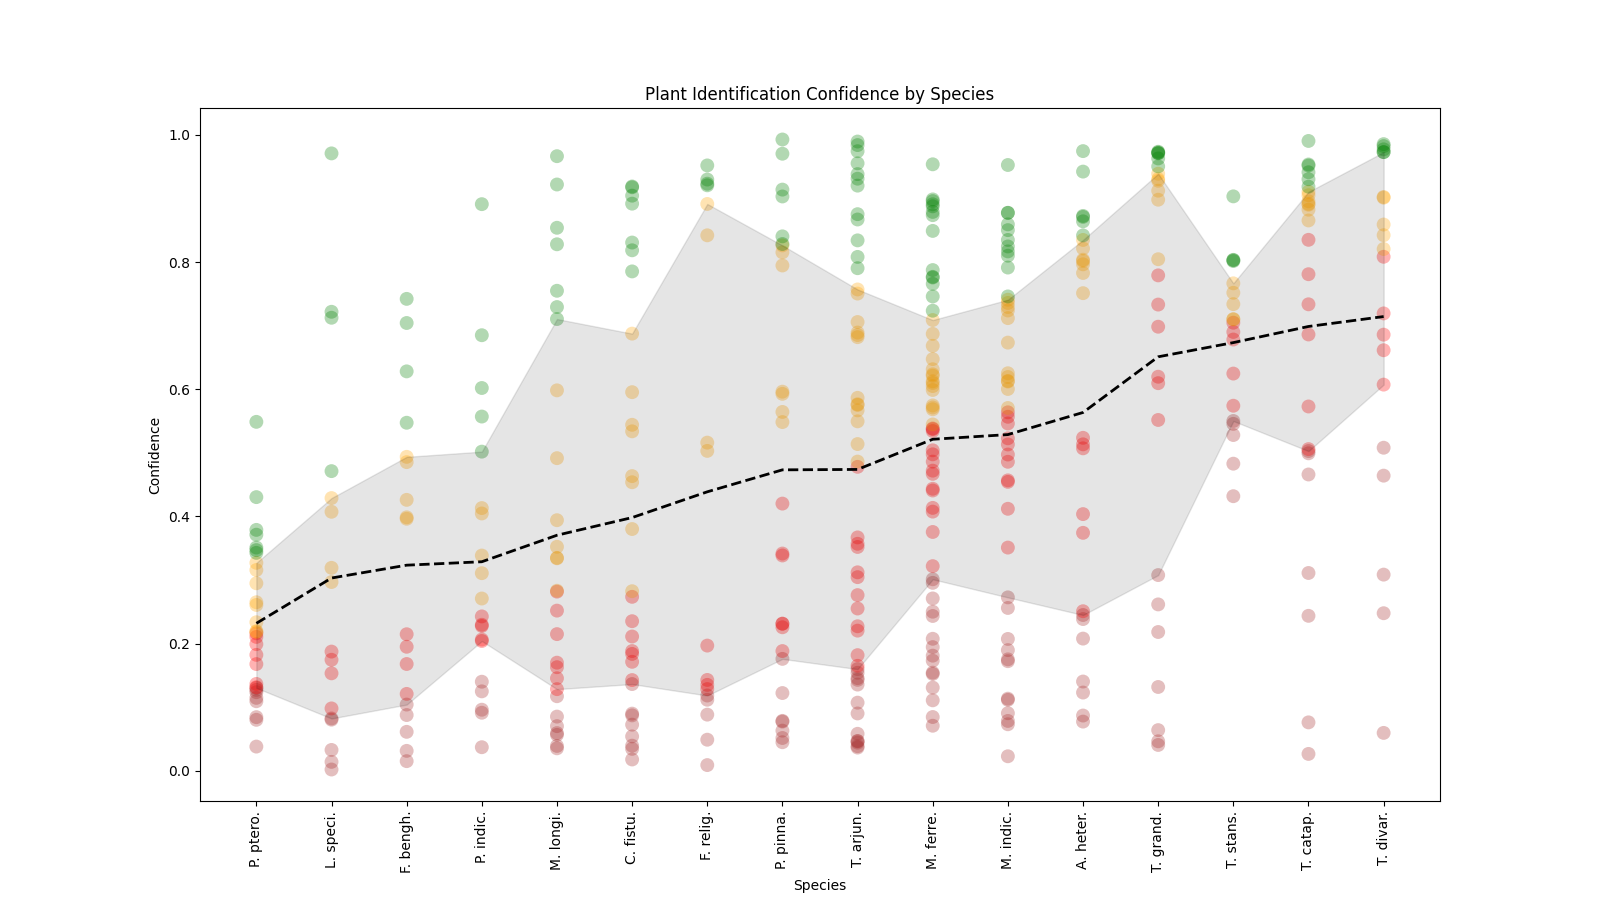 Plant Identification Confidence by Species
Confidence
1.0
0.8
0.6
0.4
0.2
0.0
P. ptero.
L. speci.
F. bengh.
P. indic.
M. longi.
C. fistu.
F. relig.
P. pinna.
T. arjun.
M. ferre.
M. indic.
A. heter.
T. grand.
T. stans.
T. catap.
T. divar.
Species